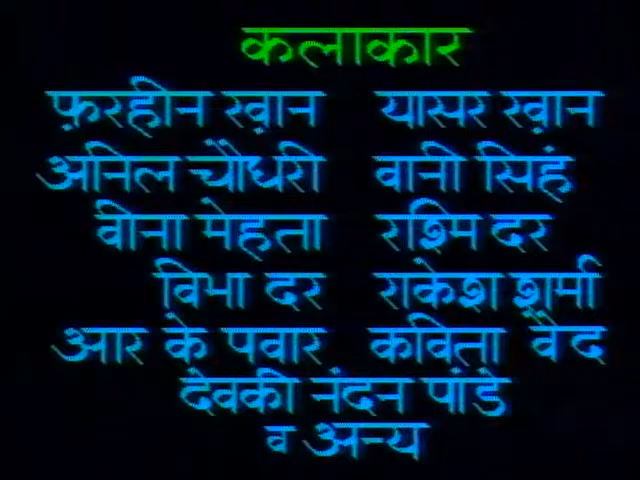 कलाकार
फ़रहीन ख़ान यासर ख़ान
अनिल चौधरी वानी सिंह
वीना मेहता रश्मि दर
विभा दर राकेश शर्मा
आर के पवार कविता वैद
देवकी नंदन पांडे
व अन्य